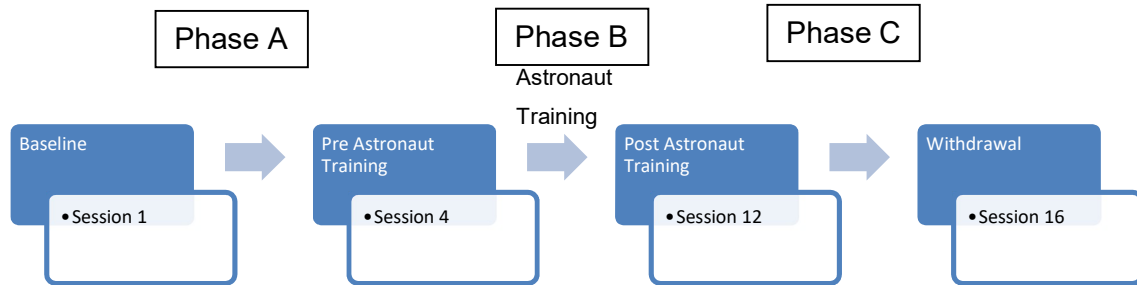 Phase A
Phase B
Phase C
Astronaut
Training
Baseline
• Session 1
Pre Astronaut
Training
• Session 4
Post Astronaut
Training
• Session 12
Withdrawal
• Session 16